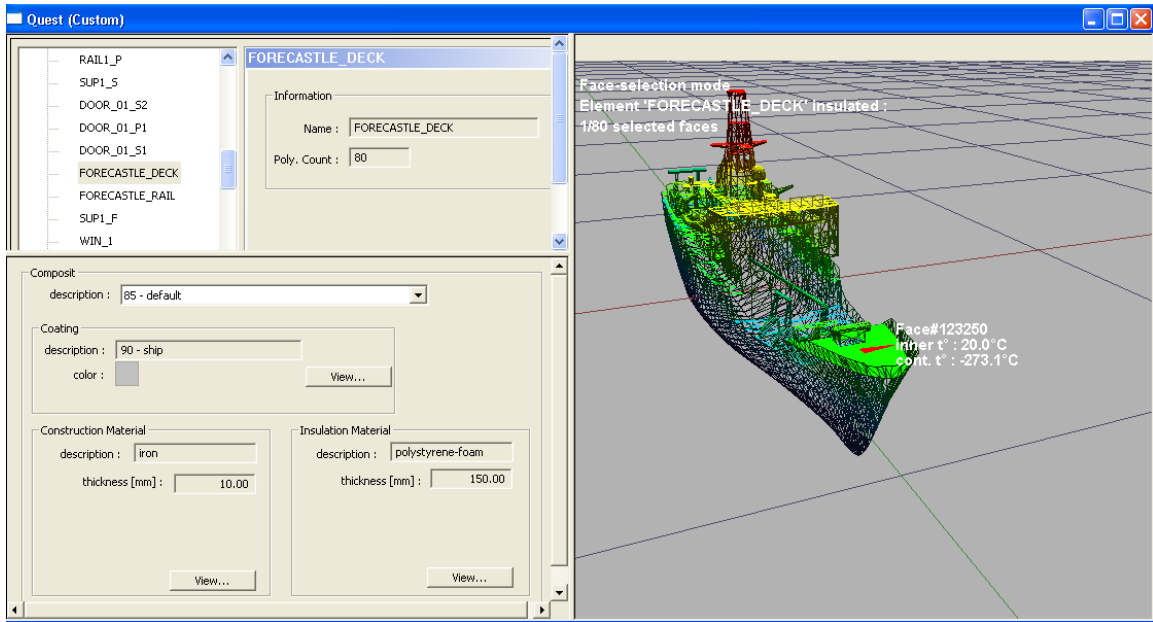 Quest (Custom)
RAIL1_P
SUP1_S
DOOR_01_S2
DOOR_01_P1
DOOR_01_S1
FORECASTLE_DECK
FORECASTLE_RAIL
SUP1_F
WIN_1
FORECASTLE_DECK
Information
Name : FORECASTLE_DECK
Poly. Count : 80
Composit
description : 85 - default
Coating
description : 90 - ship
color :
View...
Construction Material
description : iron
thickness [mm] : 10.00
View...
Insulation Material
description : polystyrene-foam
thickness [mm] : 150.00
View...
Face-selection mode
Element 'FORECASTLE_DECK' insulated :
1/80 selected faces
Face#123250
inner t° : 20.0°C
cont. t° : -273.1°C